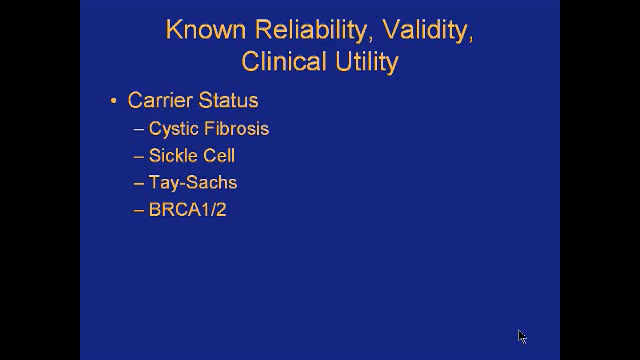 Known Reliability, Validity,
Clinical Utility
• Carrier Status
– Cystic Fibrosis
– Sickle Cell
– Tay-Sachs
– BRCA1/2